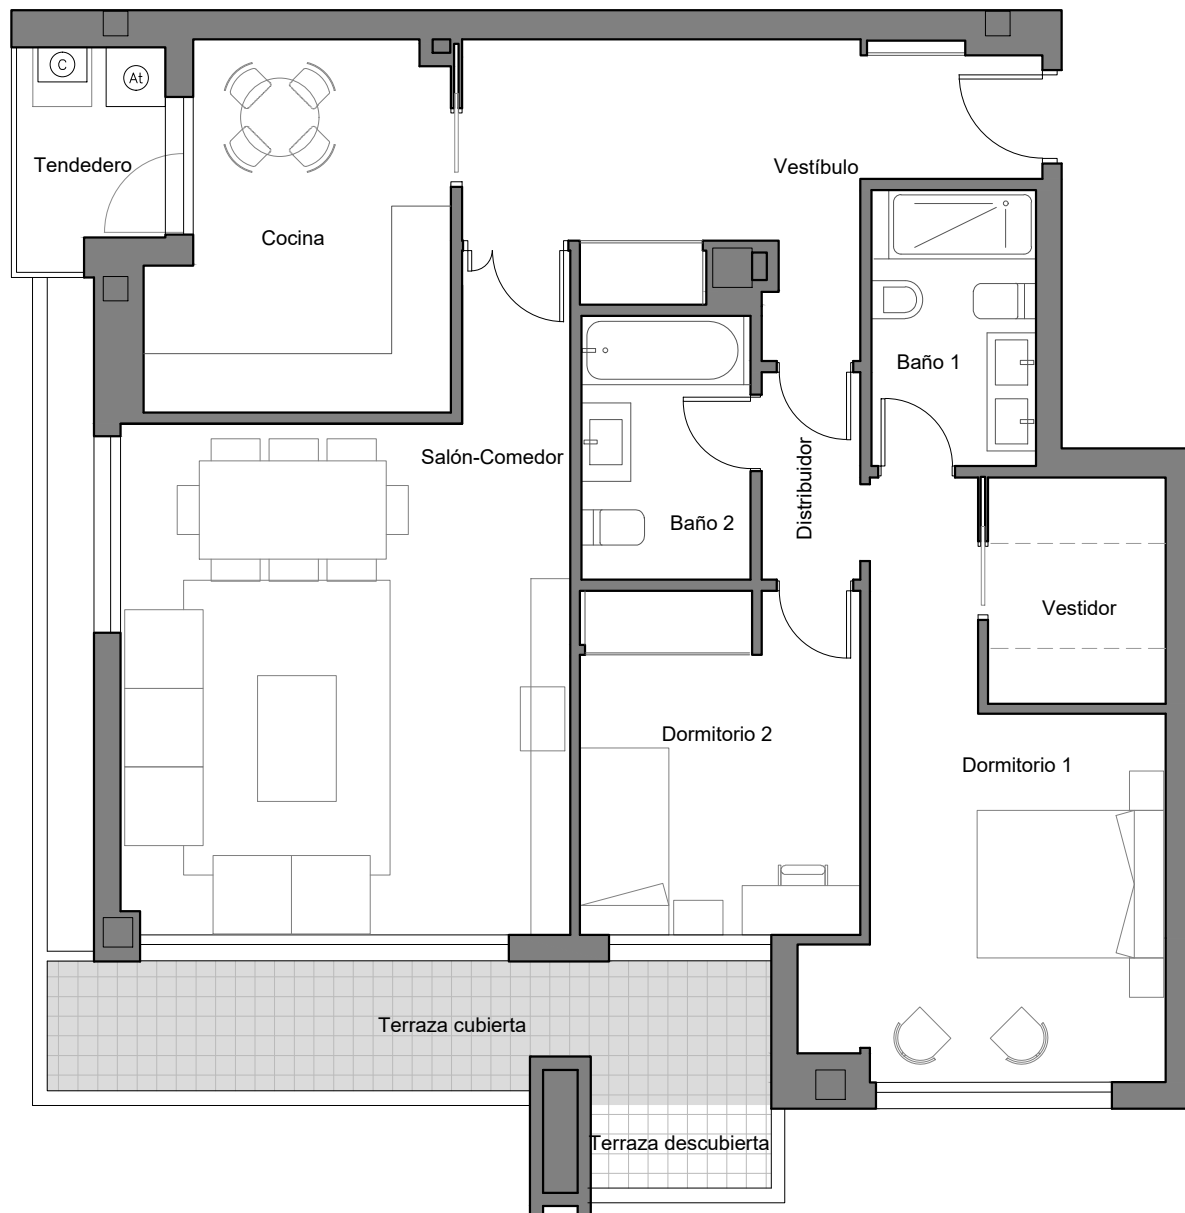 C
At
Tendedero
Vestíbulo
Cocina
Baño 1
Salón-Comedor
Distribuidor
Baño 2
Vestidor
Dormitorio 2
Dormitorio 1
Terraza cubierta
Terraza descubierta